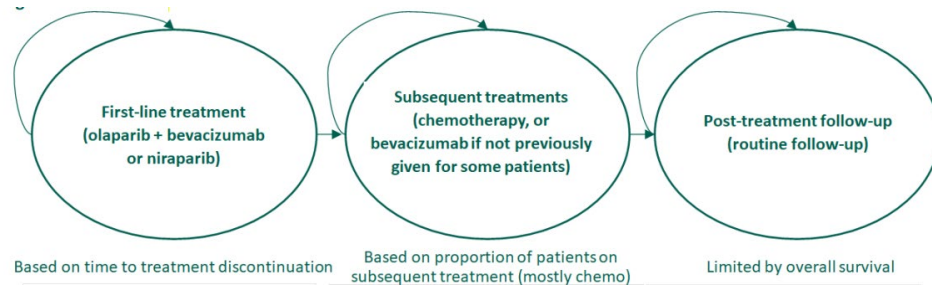 First-line treatment
(olaparib + bevacizumab
or niraparib)
Subsequent treatments
(chemotherapy, or
bevacizumab if not previously
given for some patients)
Post-treatment follow-up
(routine follow-up)
Based on time to treatment discontinuation
Based on proportion of patients on
subsequent treatment (mostly chemo)
Limited by overall survival